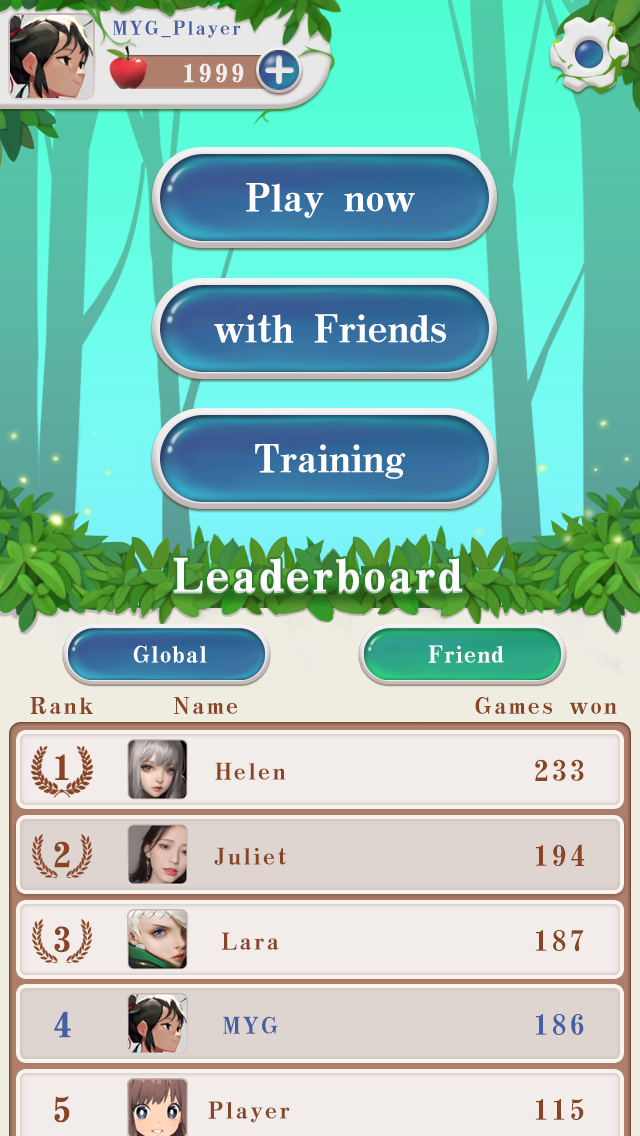 MYG_Player
1999
Play now
with Friends
Training
Leaderboard
Global Friend
Rank Name Games won
1 Helen 233
2 Juliet 194
3 Lara 187
4 MYG 186
5 Player 115